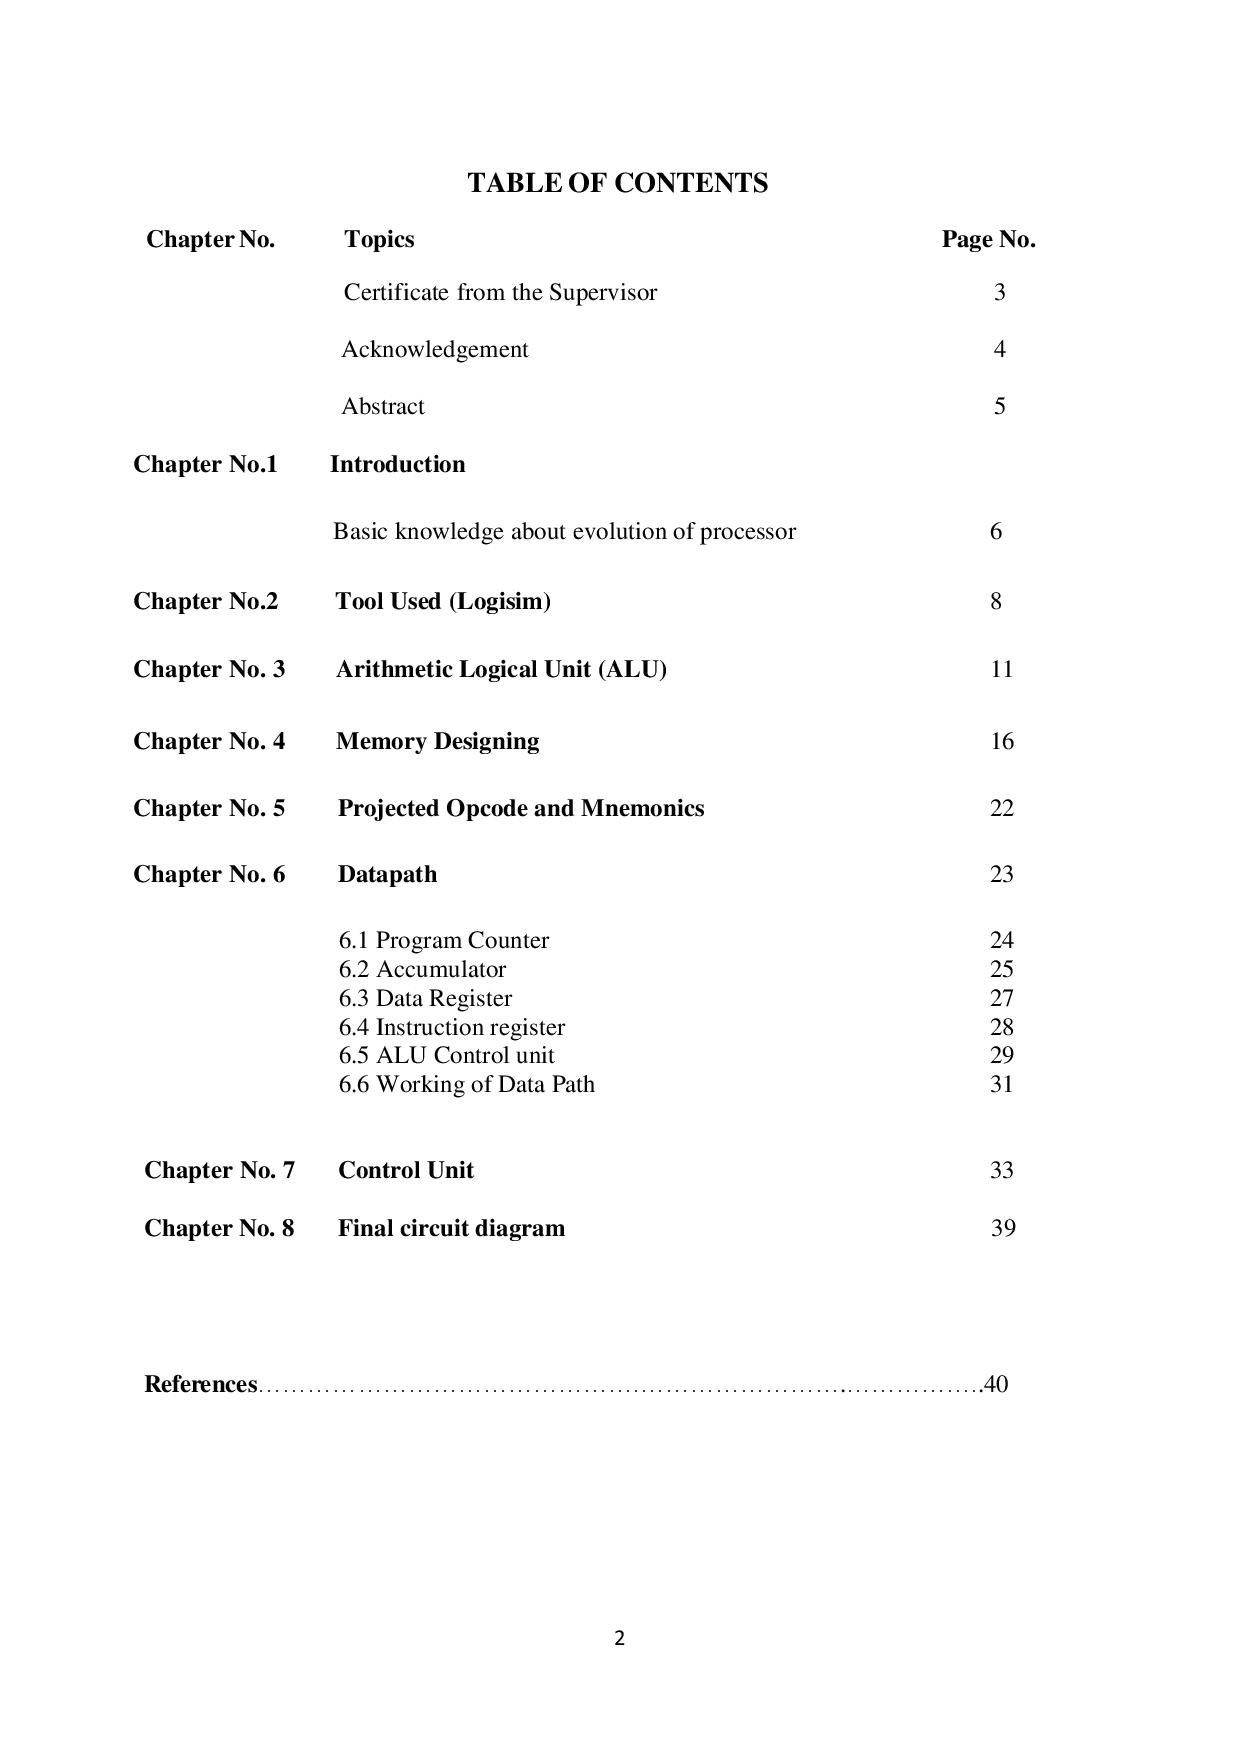 TABLE OF CONTENTS
Chapter No. Topics Page No.
Certificate from the Supervisor 3
Acknowledgement 4
Abstract 5
Chapter No.1 Introduction
Basic knowledge about evolution of processor 6
Chapter No.2 Tool Used (Logisim) 8
Chapter No. 3 Arithmetic Logical Unit (ALU) 11
Chapter No. 4 Memory Designing 16
Chapter No. 5 Projected Opcode and Mnemonics 22
Chapter No. 6 Datapath 23
6.1 Program Counter 24
6.2 Accumulator 25
6.3 Data Register 27
6.4 Instruction register 28
6.5 ALU Control unit 29
6.6 Working of Data Path 31
Chapter No. 7 Control Unit 33
Chapter No. 8 Final circuit diagram 39
References……………………………………………………………….……………..40
2